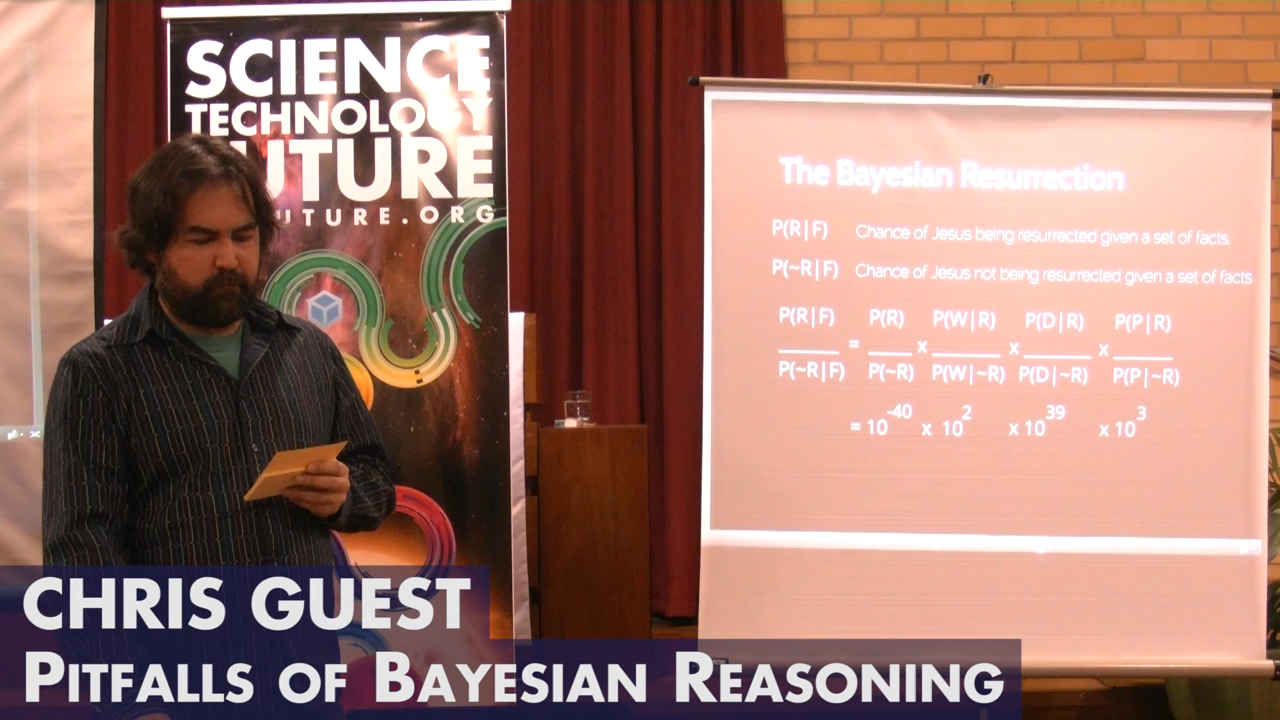 SCIENCE
TECHNOLOGY
FUTURE
UTURE.ORG
The Bayesian Resurrection
P(R|F) Chance of Jesus being resurrected given a set of facts.
P(~R|F) Chance of Jesus not being resurrected given a set of facts
P(R|F) P(R) P(W|R) P(D|R) P(P|R)
= x x x
P(~R|F) P(~R) P(W|~R) P(D|~R) P(P|~R)
= 10^-40 x 10^2 x 10^39 x 10^3
CHRIS GUEST
PITFALLS OF BAYESIAN REASONING